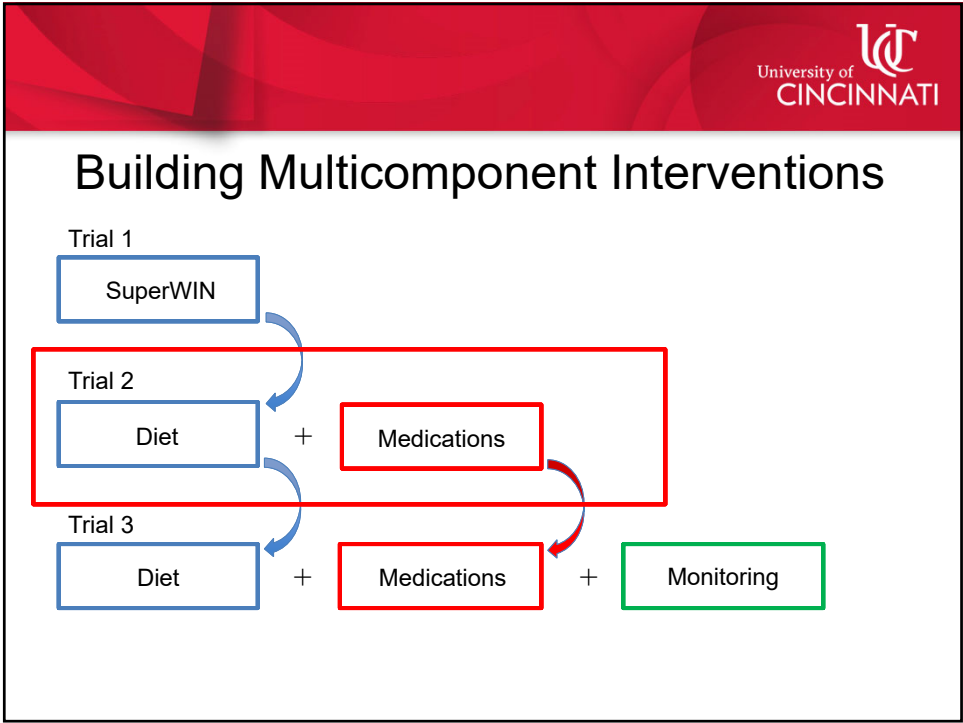 University of
CINCINNATI
Building Multicomponent Interventions
Trial 1
SuperWIN
Trial 2
Diet + Medications
Trial 3
Diet + Medications + Monitoring